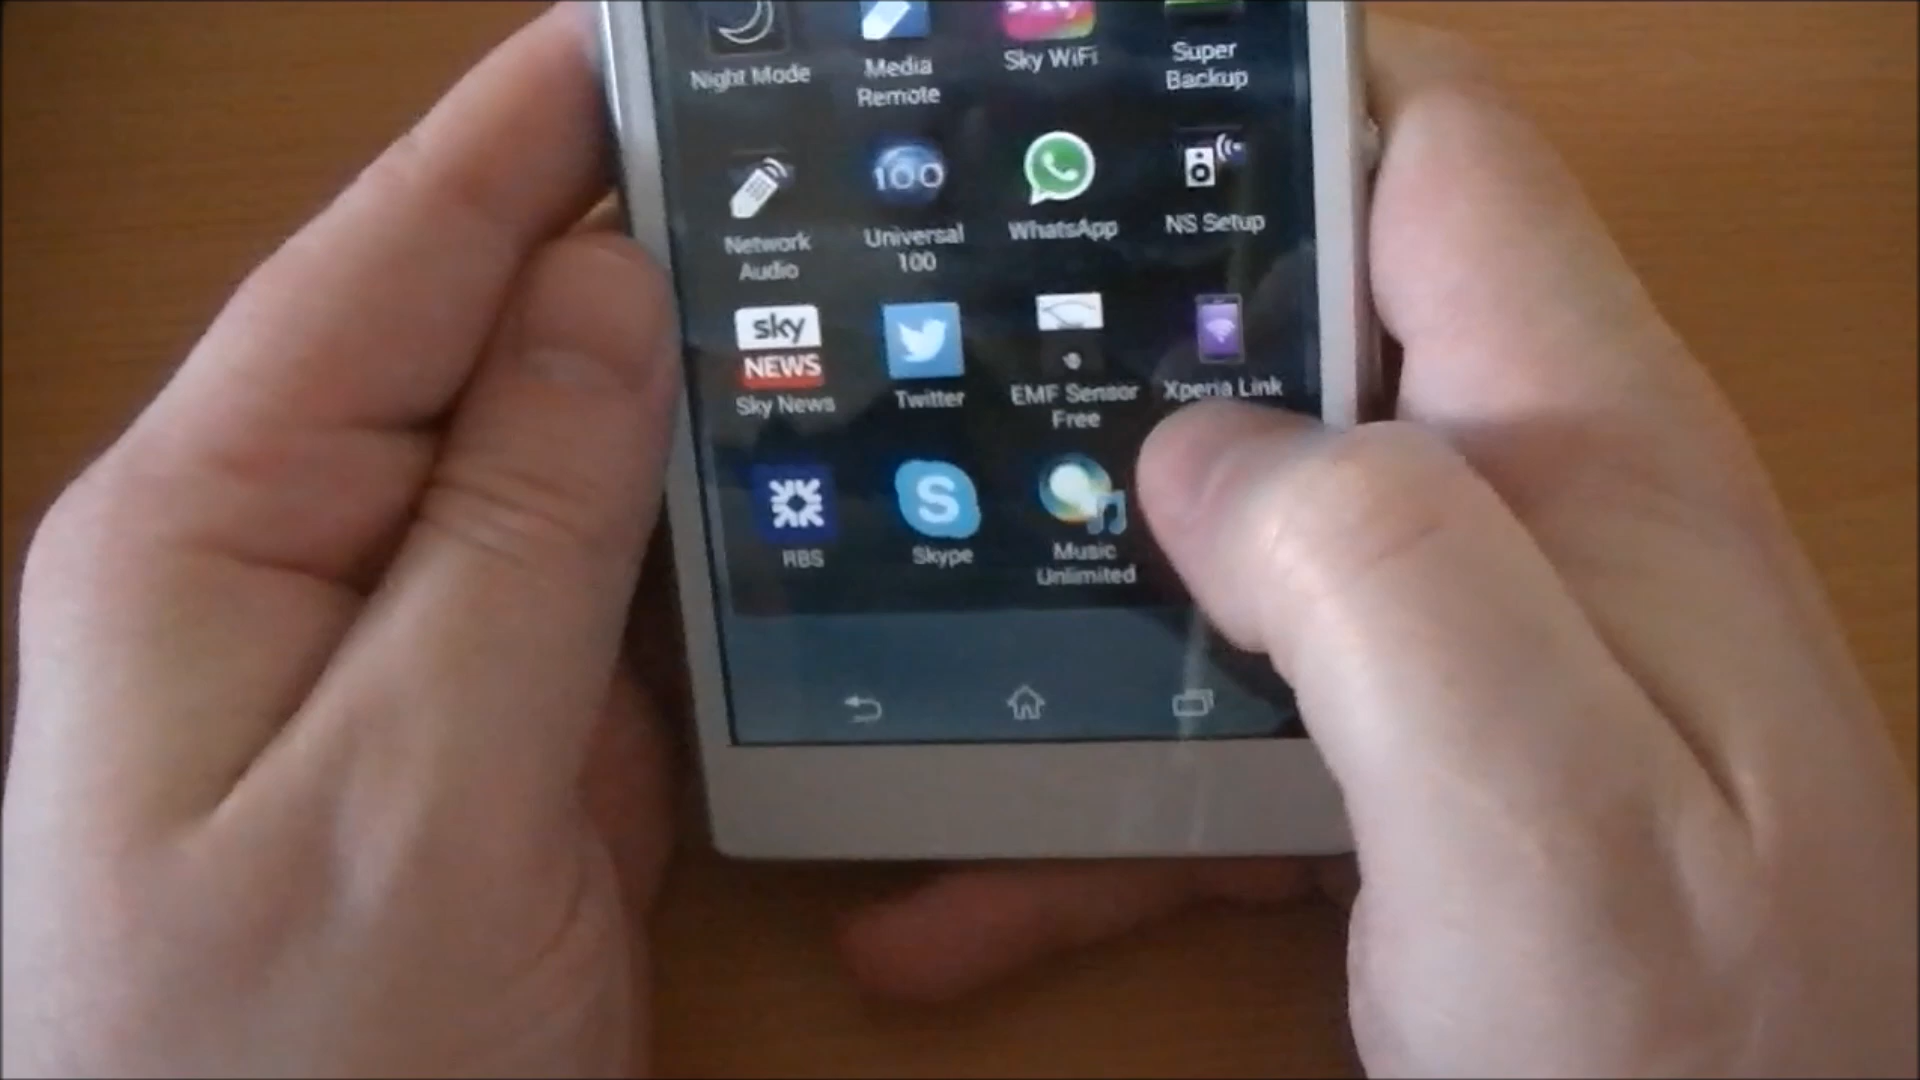 Night Mode
Media
Remote
Sky WiFi
Super
Backup
Network
Audio
100
Universal
100
WhatsApp
NS Setup
sky
NEWS
Sky News
Twitter
EMF Sensor
Free
Xperia Link
RBS
S
Skype
Music
Unlimited